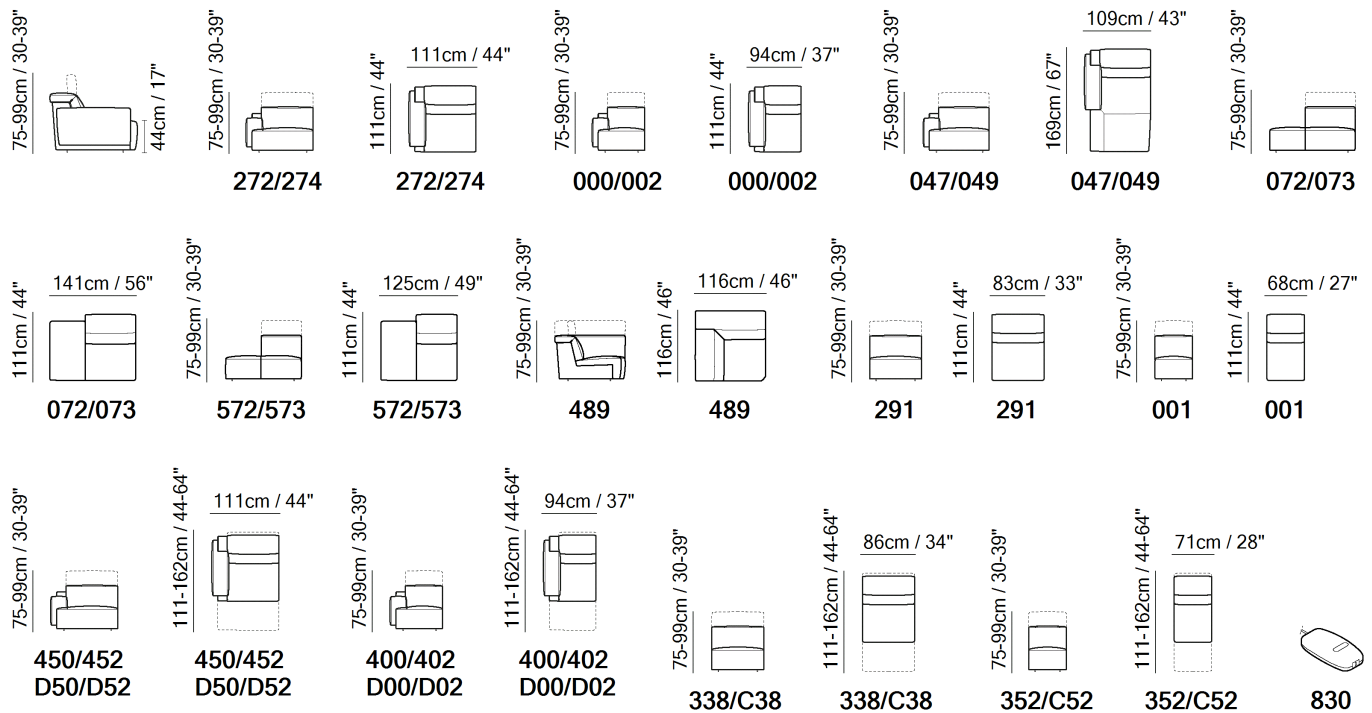 75-99cm / 30-39"
44cm / 17"
75-99cm / 30-39"
272/274
111cm / 44"
111cm / 44"
272/274
75-99cm / 30-39"
000/002
94cm / 37"
111cm / 44"
000/002
75-99cm / 30-39"
047/049
109cm / 43"
169cm / 67"
047/049
75-99cm / 30-39"
072/073
141cm / 56"
111cm / 44"
072/073
75-99cm / 30-39"
572/573
125cm / 49"
111cm / 44"
572/573
75-99cm / 30-39"
489
116cm / 46"
116cm / 46"
489
75-99cm / 30-39"
291
83cm / 33"
111cm / 44"
291
75-99cm / 30-39"
001
68cm / 27"
111cm / 44"
001
75-99cm / 30-39"
450/452
D50/D52
111cm / 44"
111-162cm / 44-64"
450/452
D50/D52
75-99cm / 30-39"
400/402
D00/D02
94cm / 37"
111-162cm / 44-64"
400/402
D00/D02
75-99cm / 30-39"
338/C38
86cm / 34"
111-162cm / 44-64"
338/C38
75-99cm / 30-39"
352/C52
71cm / 28"
111-162cm / 44-64"
352/C52
830